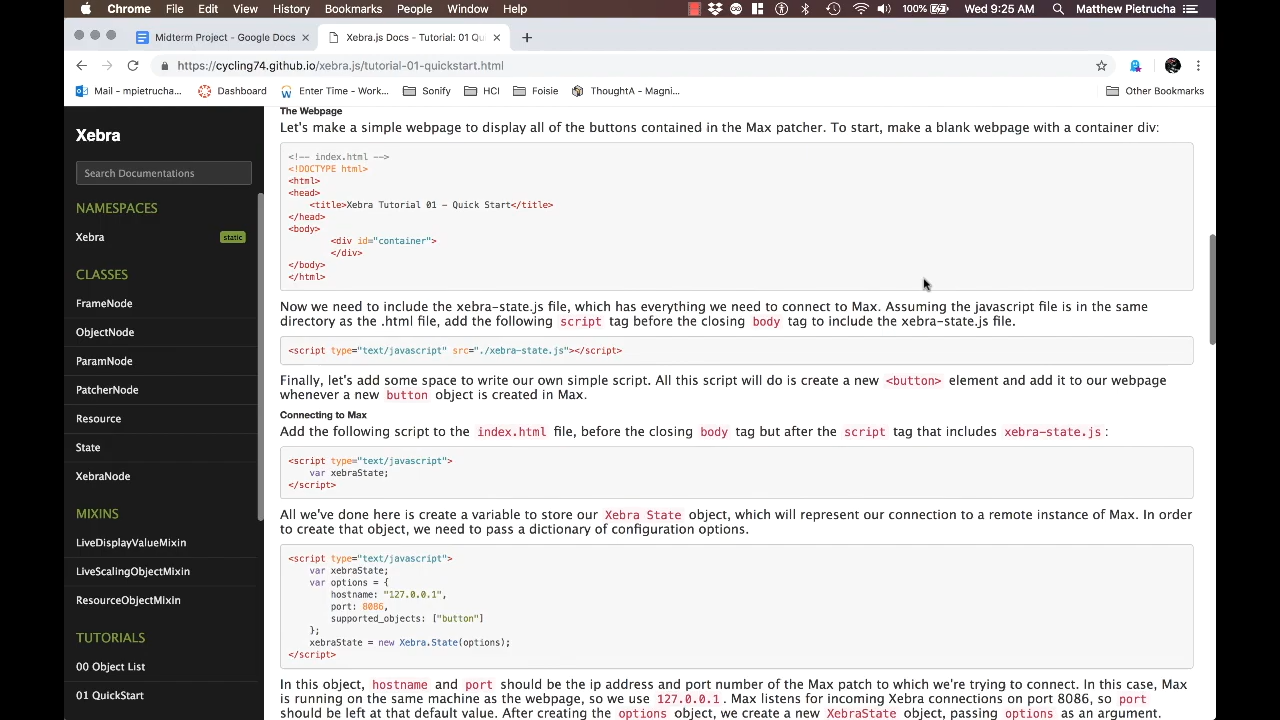 Chrome File Edit View History Bookmarks People Window Help 100% Wed 9:25 AM Matthew Pietrucha
Midterm Project - Google Docs Xebra.js Docs - Tutorial: 01 Qu
https://cycling74.github.io/xebra.js/tutorial-01-quickstart.html
Mail - mpietrucha... Dashboard Enter Time - Work... Sonify HCI Foisie ThoughtA - Magni... Other Bookmarks
Xebra
Search Documentations
NAMESPACES
Xebra static
CLASSES
FrameNode
ObjectNode
ParamNode
PatcherNode
Resource
State
XebraNode
MIXINS
LiveDisplayValueMixin
LiveScalingObjectMixin
ResourceObjectMixin
TUTORIALS
00 Object List
01 QuickStart
The Webpage
Let's make a simple webpage to display all of the buttons contained in the Max patcher. To start, make a blank webpage with a container div:
<!-- index.html -->
<!DOCTYPE html>
<html>
<head>
<title>Xebra Tutorial 01 - Quick Start</title>
</head>
<body>
<div id="container">
</div>
</body>
</html>
Now we need to include the xebra-state.js file, which has everything we need to connect to Max. Assuming the javascript file is in the same
directory as the .html file, add the following script tag before the closing body tag to include the xebra-state.js file.
<script type="text/javascript" src="./xebra-state.js"></script>
Finally, let's add some space to write our own simple script. All this script will do is create a new <button> element and add it to our webpage
whenever a new button object is created in Max.
Connecting to Max
Add the following script to the index.html file, before the closing body tag but after the script tag that includes xebra-state.js :
<script type="text/javascript">
var xebraState;
</script>
All we've done here is create a variable to store our Xebra State object, which will represent our connection to a remote instance of Max. In order
to create that object, we need to pass a dictionary of configuration options.
<script type="text/javascript">
var xebraState;
var options = {
hostname: "127.0.0.1",
port: 8086,
supported_objects: ["button"]
};
xebraState = new Xebra.State(options);
</script>
In this object, hostname and port should be the ip address and port number of the Max patch to which we're trying to connect. In this case, Max
is running on the same machine as the webpage, so we use 127.0.0.1 . Max listens for incoming Xebra connections on port 8086, so port
should be left at that default value. After creating the options object, we create a new XebraState object, passing options as an argument.